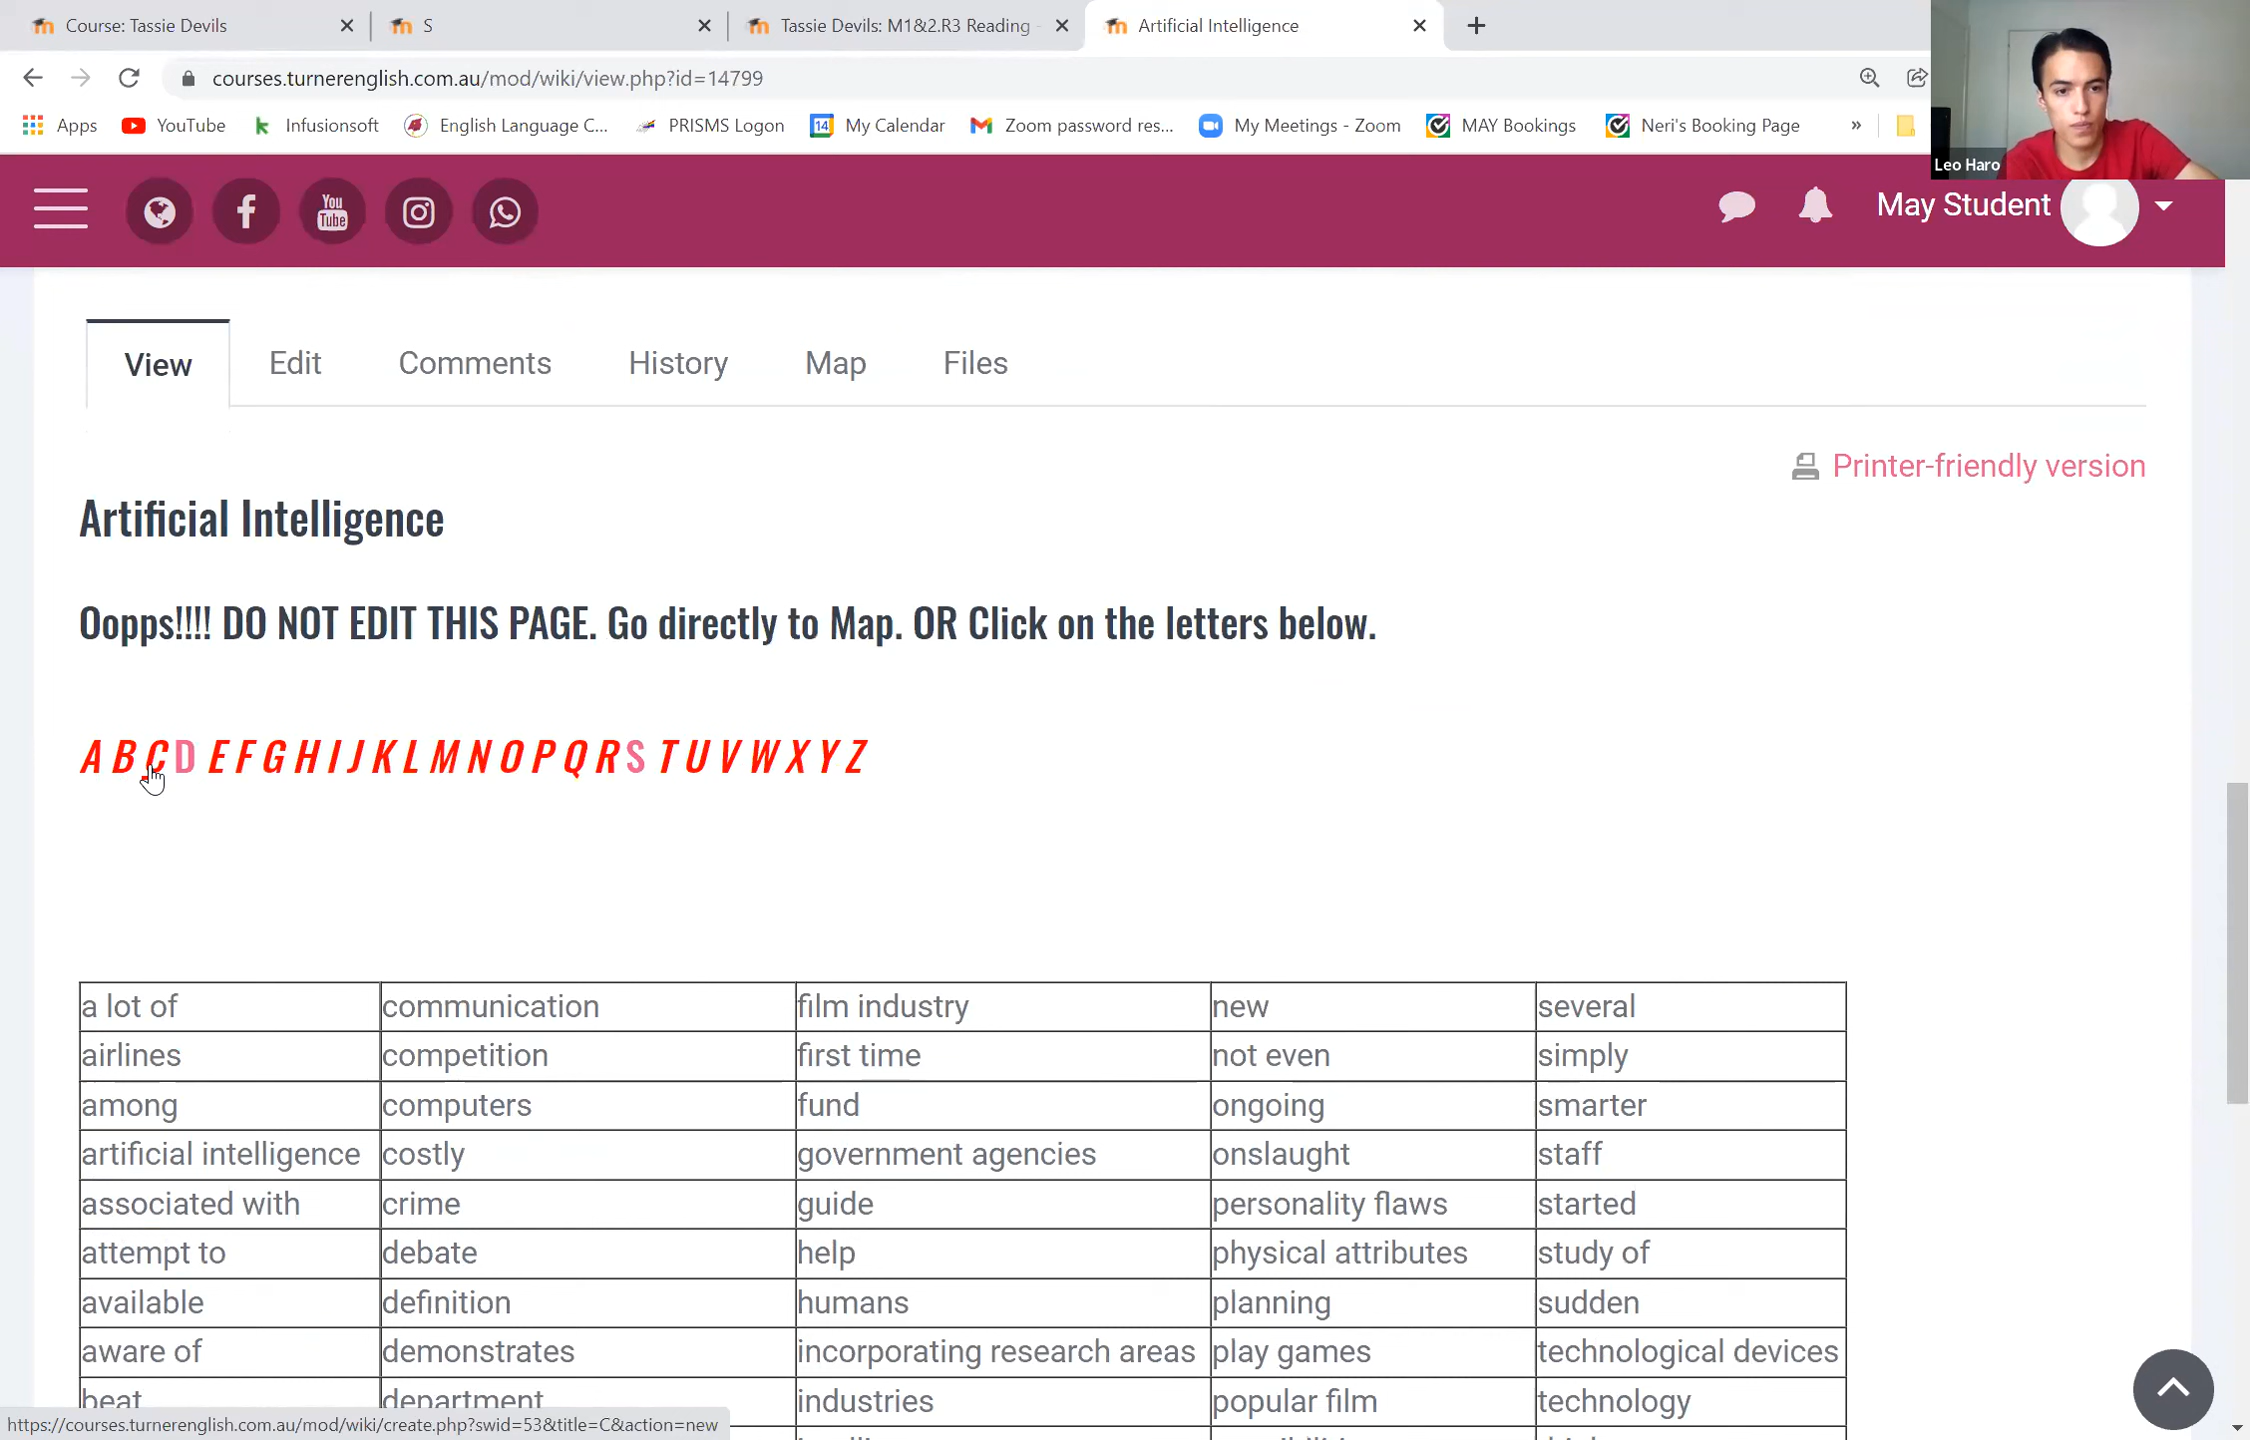 Course: Tassie Devils
S
Tassie Devils: M1&2.R3 Reading
Artificial Intelligence
courses.turnerenglish.com.au/mod/wiki/view.php?id=14799
Apps YouTube Infusionsoft English Language C... PRISMS Logon 14 My Calendar Zoom password res... My Meetings - Zoom MAY Bookings Neri's Booking Page »
Leo Haro
You Tube
May Student
View Edit Comments History Map Files
Printer-friendly version
Artificial Intelligence
Oopps!!!! DO NOT EDIT THIS PAGE. Go directly to Map. OR Click on the letters below.
A B C D E F G H I J K L M N O P Q R S T U V W X Y Z
a lot of communication film industry new several
airlines competition first time not even simply
among computers fund ongoing smarter
artificial intelligence costly government agencies onslaught staff
associated with crime guide personality flaws started
attempt to debate help physical attributes study of
available definition humans planning sudden
aware of demonstrates incorporating research areas play games technological devices
beat department industries popular film technology
https://courses.turnerenglish.com.au/mod/wiki/create.php?swid=53&title=C&action=new